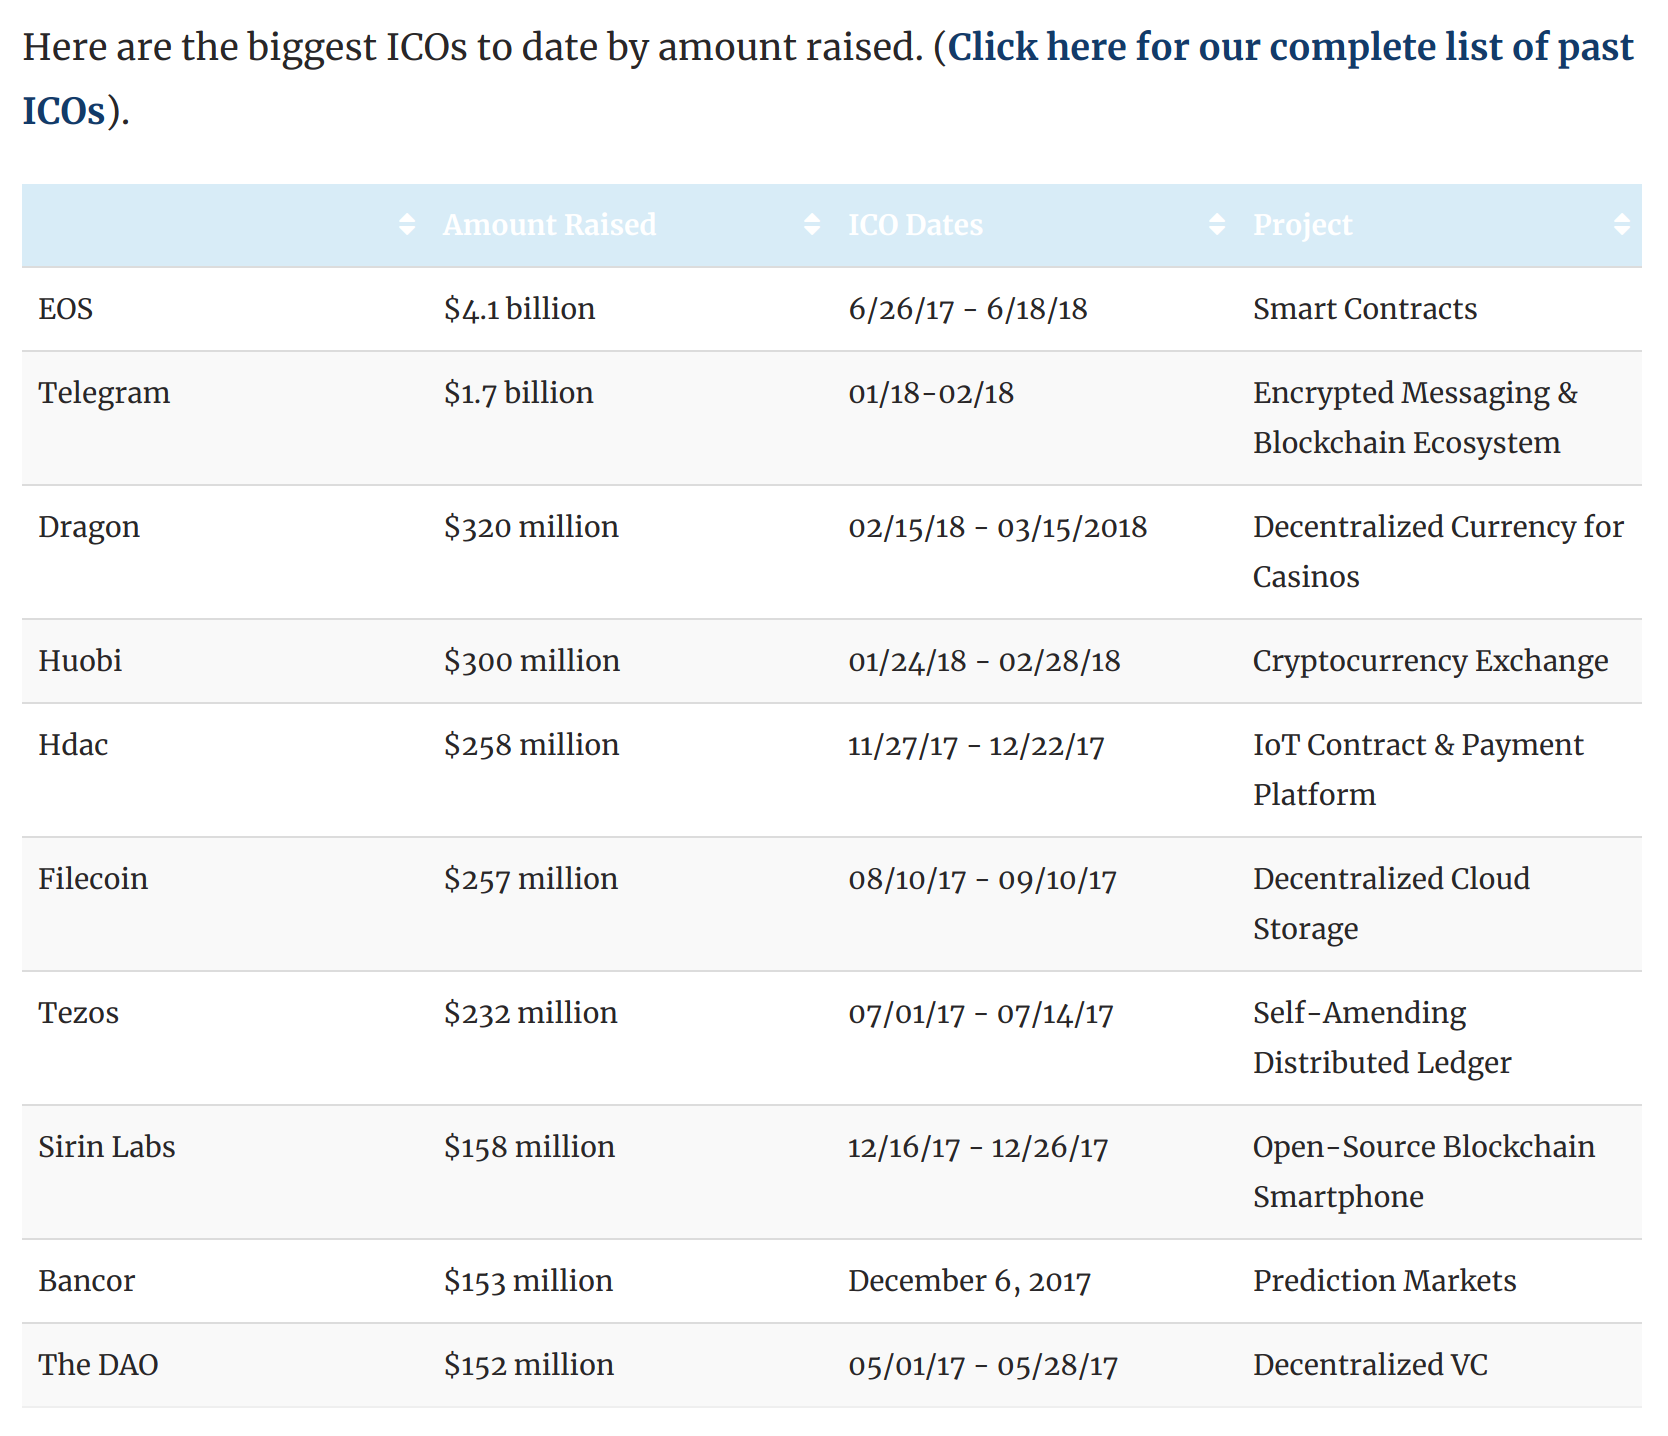 Here are the biggest ICOs to date by amount raised. (Click here for our complete list of past
ICOs).
Amount Raised ICO Dates Project
EOS $4.1 billion 6/26/17 - 6/18/18 Smart Contracts
Telegram $1.7 billion 01/18-02/18 Encrypted Messaging &
Blockchain Ecosystem
Dragon $320 million 02/15/18 - 03/15/2018 Decentralized Currency for
Casinos
Huobi $300 million 01/24/18 - 02/28/18 Cryptocurrency Exchange
Hdac $258 million 11/27/17 - 12/22/17 IoT Contract & Payment
Platform
Filecoin $257 million 08/10/17 - 09/10/17 Decentralized Cloud
Storage
Tezos $232 million 07/01/17 - 07/14/17 Self-Amending
Distributed Ledger
Sirin Labs $158 million 12/16/17 - 12/26/17 Open-Source Blockchain
Smartphone
Bancor $153 million December 6, 2017 Prediction Markets
The DAO $152 million 05/01/17 - 05/28/17 Decentralized VC